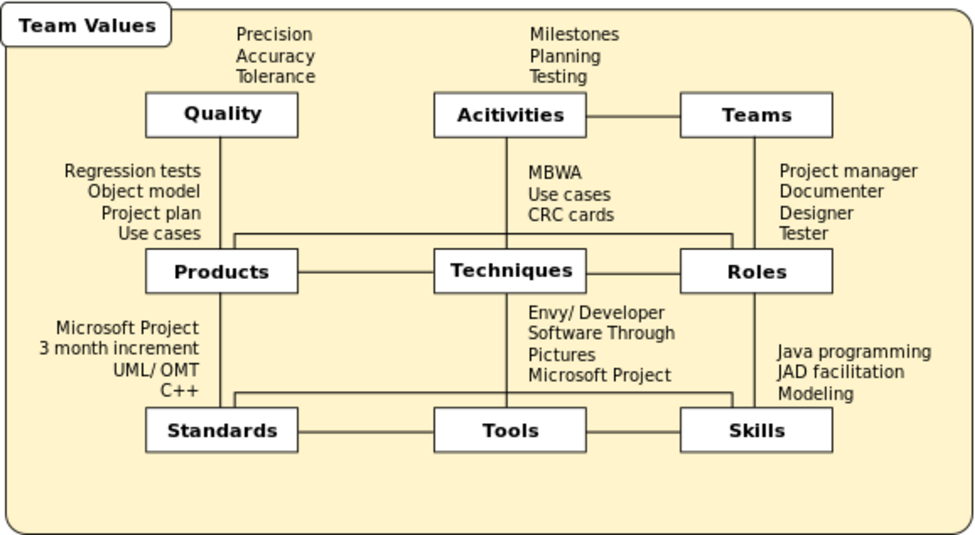 Team Values
Precision
Accuracy
Tolerance
Milestones
Planning
Testing
Quality
Acitivities
Teams
Regression tests
Object model
Project plan
Use cases
MBWA
Use cases
CRC cards
Project manager
Documenter
Designer
Tester
Products
Techniques
Roles
Microsoft Project
3 month increment
UML/ OMT
C++
Envy/ Developer
Software Through
Pictures
Microsoft Project
Java programming
JAD facilitation
Modeling
Standards
Tools
Skills